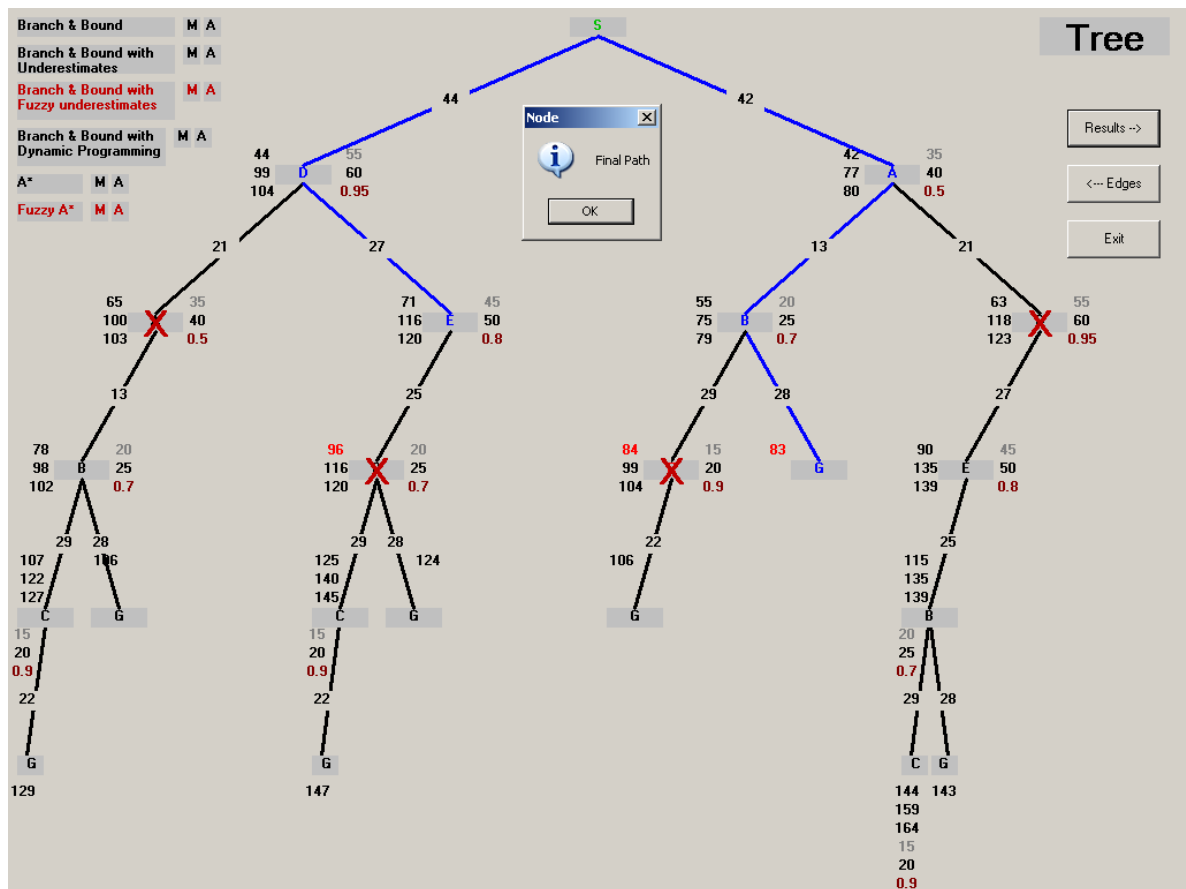 Branch & Bound M A
S
Tree
Branch & Bound with
Underestimates M A
Branch & Bound with
Fuzzy underestimates M A
Branch & Bound with
Dynamic Programming M A
A* M A
Fuzzy A* M A
Node
Final Path
OK
Results -->
<--- Edges
Exit
44 42
44 55
99 D 60
104 0.95
42 35
77 A 40
80 0.5
21 27 13 21
65 35
100 40
103 0.5
71 45
116 E 50
120 0.8
55 20
75 B 25
79 0.7
63 55
118 60
123 0.95
13 25 29 28 27
78 20
98 B 25
102 0.7
96 20
116 25
120 0.7
84 15
99 20
104 0.9
83
G
90 45
135 E 50
139 0.8
29 28 29 28 22 25
107 106
122
127
C G
125 124
140
145
C G
106
G
115
135
139
B
15
20
0.9
15
20
0.9
20
25
0.7
22 22 29 28
G G C G
129 147 144 143
159
164
15
20
0.9